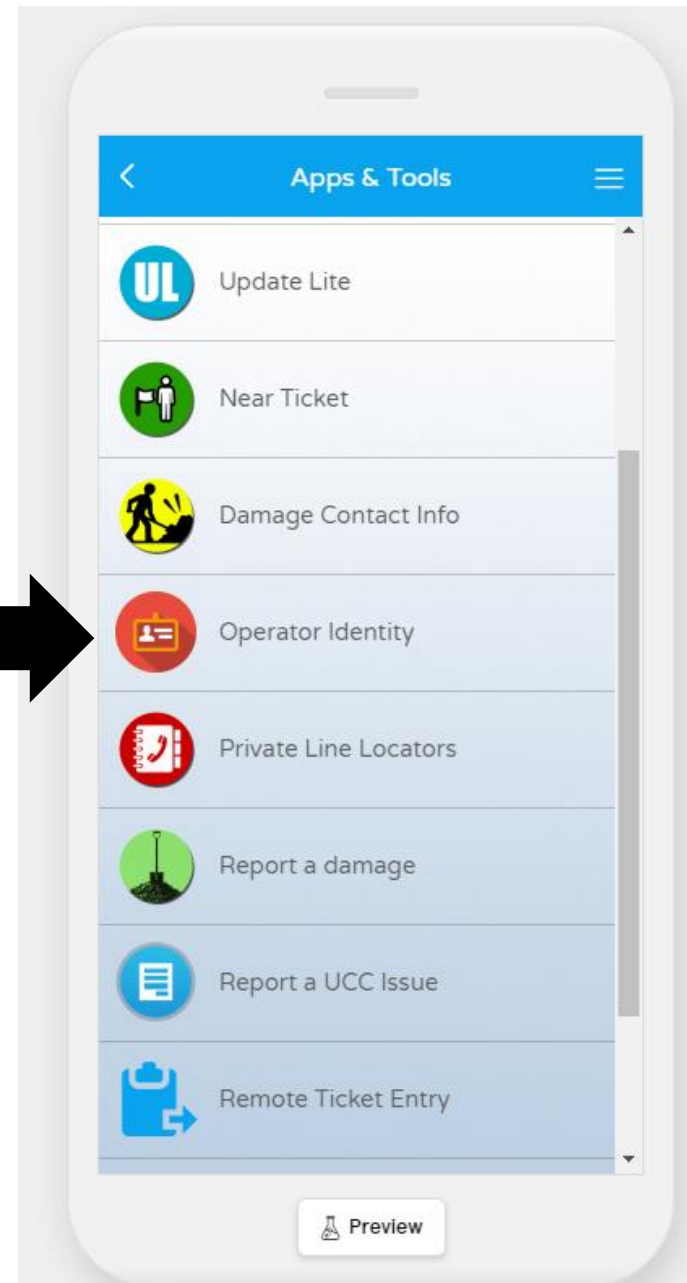 Apps & Tools
UL
Update Lite
Near Ticket
Damage Contact Info
Operator Identity
Private Line Locators
Report a damage
Report a UCC Issue
Remote Ticket Entry
Preview